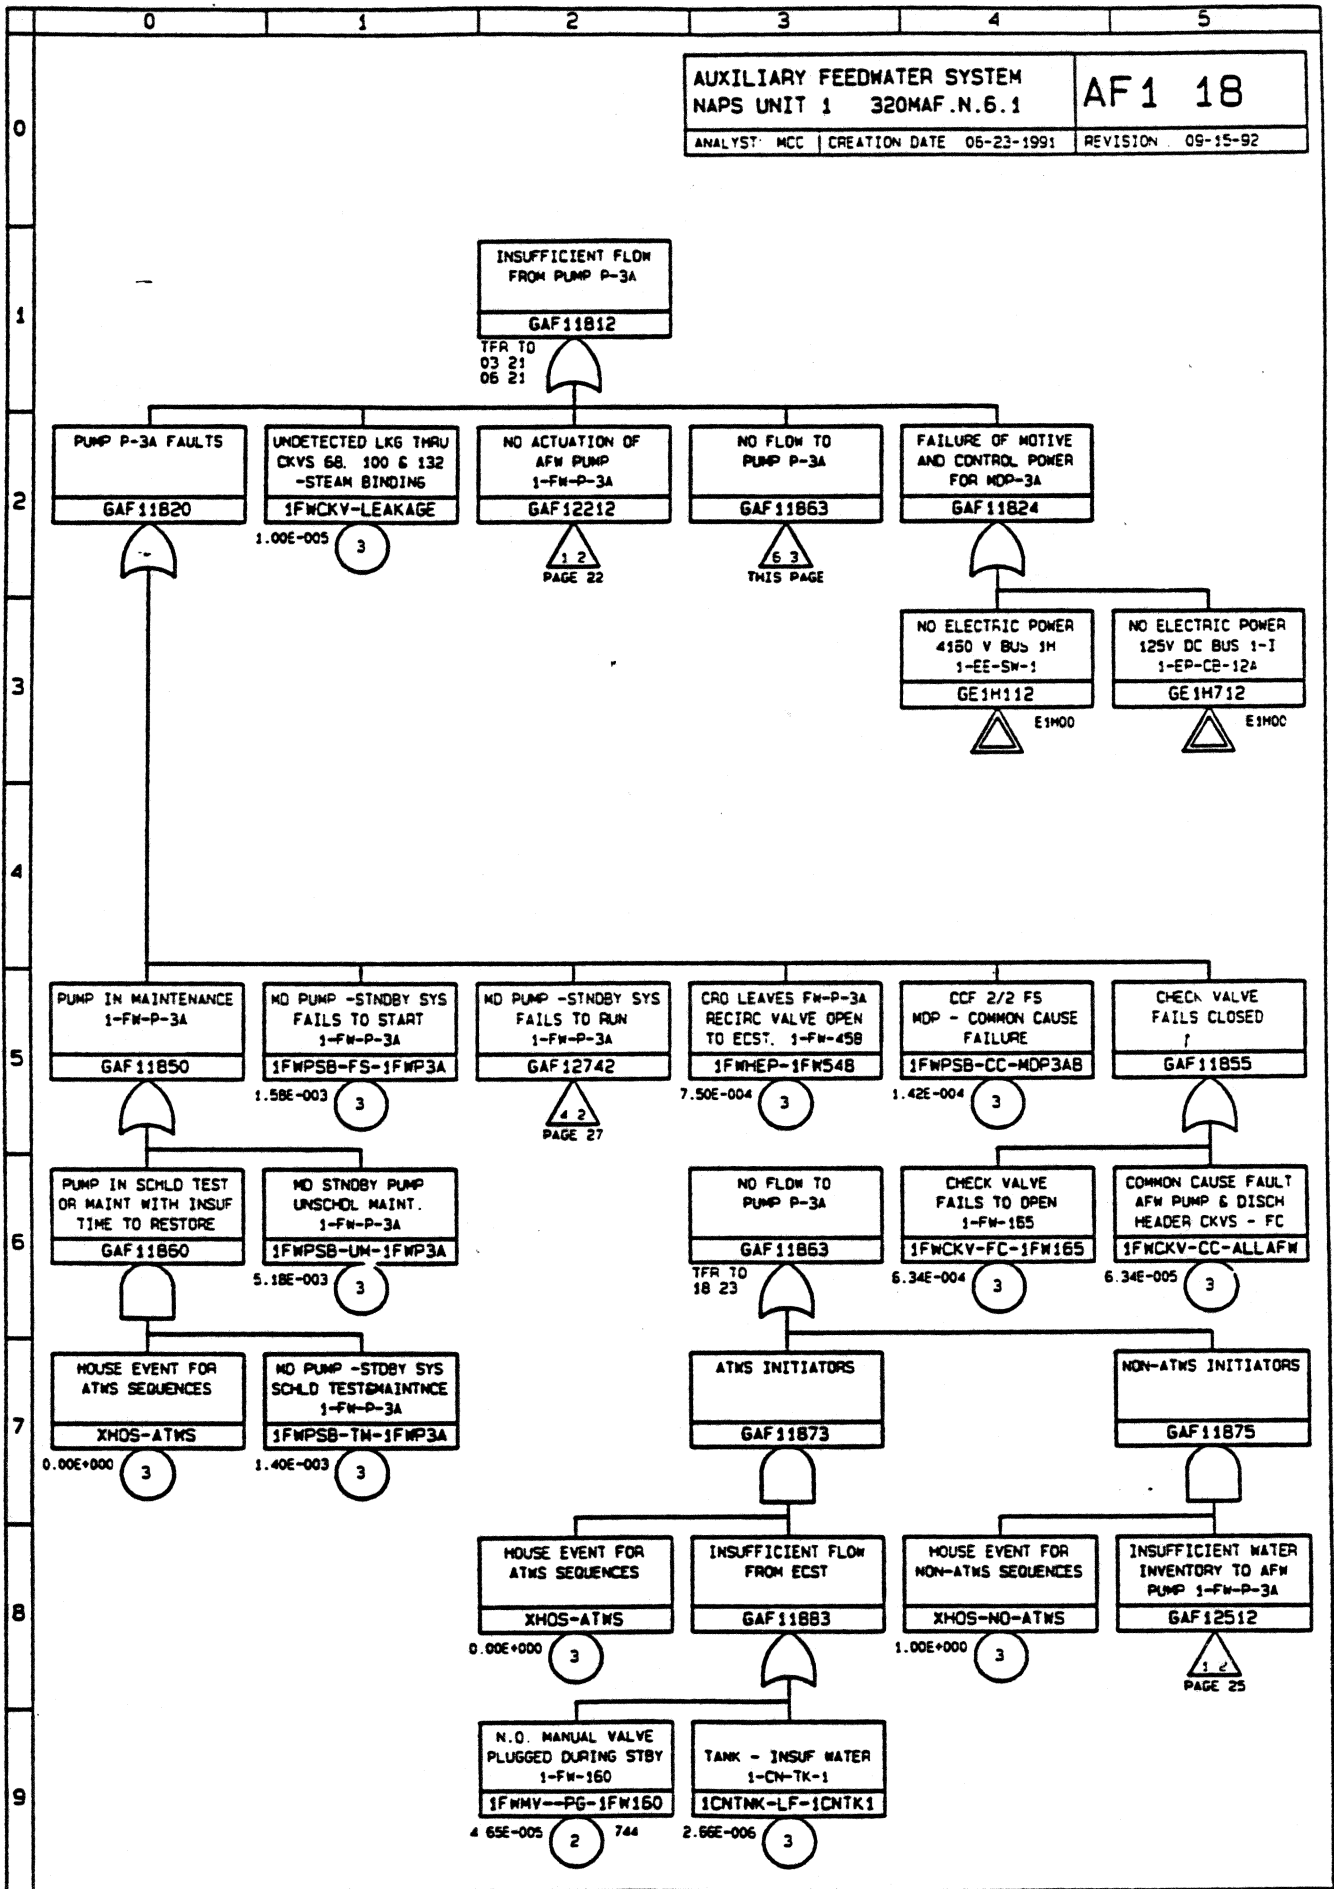 0 1 2 3 4 5
AUXILIARY FEEDWATER SYSTEM
NAPS UNIT 1 320MAF.N.6.1
AF1 18
ANALYST: MCC CREATION DATE 06-23-1991 REVISION 09-15-92
0
INSUFFICIENT FLOW
FROM PUMP P-3A
GAF11812
TFR TO
03 21
06 21
1
PUMP P-3A FAULTS
GAF11820
UNDETECTED LKG THRU
CKVS 68, 100 & 132
-STEAM BINDING
1FWCKV-LEAKAGE
1.00E-005
3
NO ACTUATION OF
AFW PUMP
1-FW-P-3A
GAF12212
1 2
PAGE 22
NO FLOW TO
PUMP P-3A
GAF11863
6 3
THIS PAGE
FAILURE OF MOTIVE
AND CONTROL POWER
FOR MDP-3A
GAF11824
2
NO ELECTRIC POWER
4160 V BUS 1H
1-EE-SW-1
GE1H112
E1H00
NO ELECTRIC POWER
125V DC BUS 1-I
1-EP-CB-12A
GE1H712
E1H00
3
4
PUMP IN MAINTENANCE
1-FW-P-3A
GAF11850
MD PUMP -STNDBY SYS
FAILS TO START
1-FW-P-3A
1FWPSB-FS-1FWP3A
1.58E-003
3
MD PUMP -STNDBY SYS
FAILS TO RUN
1-FW-P-3A
GAF12742
4 2
PAGE 27
CRO LEAVES FW-P-3A
RECIRC VALVE OPEN
TO ECST. 1-FW-458
1FWHEP-1FW548
7.50E-004
3
CCF 2/2 FS
MDP - COMMON CAUSE
FAILURE
1FWPSB-CC-MDP3AB
1.42E-004
3
CHECK VALVE
FAILS CLOSED
GAF11855
5
PUMP IN SCHLD TEST
OR MAINT WITH INSUF
TIME TO RESTORE
GAF11860
MD STNDBY PUMP
UNSCHDL MAINT.
1-FW-P-3A
1FWPSB-UM-1FWP3A
5.18E-003
3
NO FLOW TO
PUMP P-3A
GAF11863
TFR TO
18 23
CHECK VALVE
FAILS TO OPEN
1-FW-165
1FWCKV-FC-1FW165
6.34E-004
3
COMMON CAUSE FAULT
AFW PUMP & DISCH
HEADER CKVS - FC
1FWCKV-CC-ALLAFW
6.34E-005
3
6
HOUSE EVENT FOR
ATWS SEQUENCES
XHOS-ATWS
0.00E+000
3
MD PUMP -STDBY SYS
SCHLD TEST&MAINTNCE
1-FW-P-3A
1FWPSB-TM-1FWP3A
1.40E-003
3
ATWS INITIATORS
GAF11873
NON-ATWS INITIATORS
GAF11875
7
HOUSE EVENT FOR
ATWS SEQUENCES
XHOS-ATWS
0.00E+000
3
INSUFFICIENT FLOW
FROM ECST
GAF11883
HOUSE EVENT FOR
NON-ATWS SEQUENCES
XHOS-NO-ATWS
1.00E+000
3
INSUFFICIENT WATER
INVENTORY TO AFW
PUMP 1-FW-P-3A
GAF12512
1 2
PAGE 25
8
N.O. MANUAL VALVE
PLUGGED DURING STBY
1-FW-160
1FWMV--PG-1FW160
4 65E-005
2
744
TANK - INSUF WATER
1-CN-TK-1
1CNTNK-LF-1CNTK1
2.66E-006
3
9